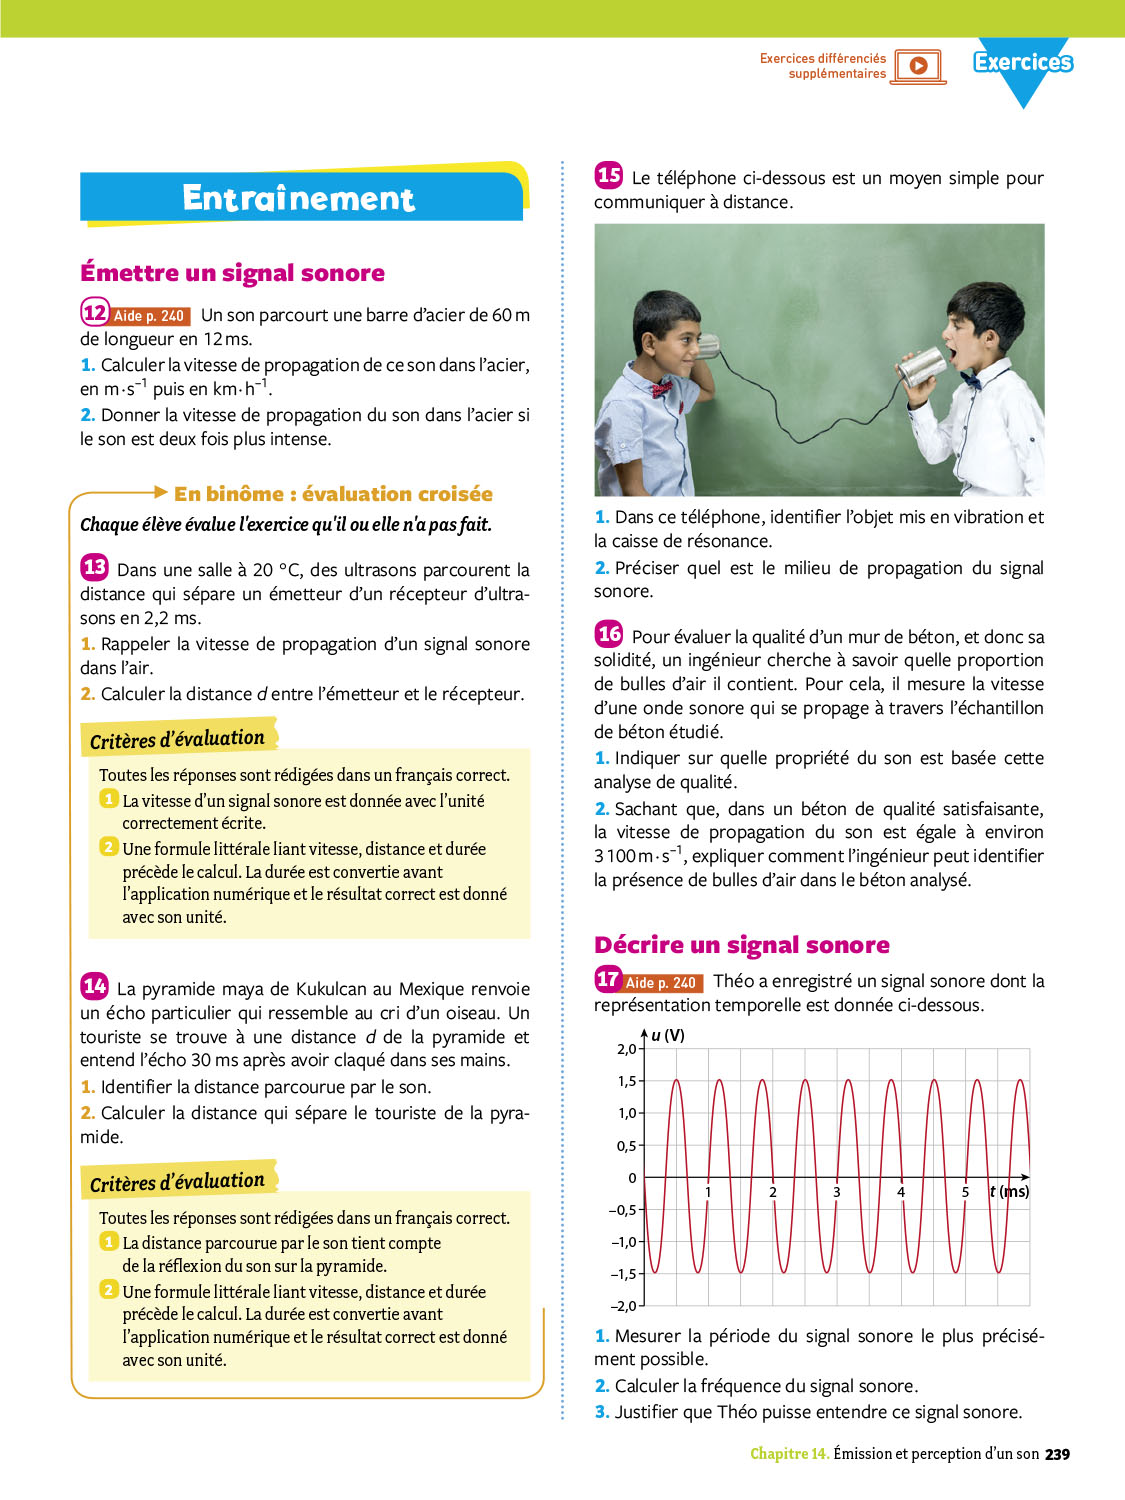 Exercices différenciés
supplémentaires
Exercices
Entraînement
Émettre un signal sonore
12 Aide p. 240 Un son parcourt une barre d'acier de 60 m
de longueur en 12 ms.
1. Calculer la vitesse de propagation de ce son dans l'acier,
en m·s⁻¹ puis en km·h⁻¹.
2. Donner la vitesse de propagation du son dans l'acier si
le son est deux fois plus intense.
En binôme : évaluation croisée
Chaque élève évalue l'exercice qu'il ou elle n'a pas fait.
13 Dans une salle à 20 °C, des ultrasons parcourent la
distance qui sépare un émetteur d'un récepteur d'ultra-
sons en 2,2 ms.
1. Rappeler la vitesse de propagation d'un signal sonore
dans l'air.
2. Calculer la distance d entre l'émetteur et le récepteur.
Critères d'évaluation
Toutes les réponses sont rédigées dans un français correct.
1 La vitesse d'un signal sonore est donnée avec l'unité
correctement écrite.
2 Une formule littérale liant vitesse, distance et durée
précède le calcul. La durée est convertie avant
l'application numérique et le résultat correct est donné
avec son unité.
14 La pyramide maya de Kukulcan au Mexique renvoie
un écho particulier qui ressemble au cri d'un oiseau. Un
touriste se trouve à une distance d de la pyramide et
entend l'écho 30 ms après avoir claqué dans ses mains.
1. Identifier la distance parcourue par le son.
2. Calculer la distance qui sépare le touriste de la pyra-
mide.
Critères d'évaluation
Toutes les réponses sont rédigées dans un français correct.
1 La distance parcourue par le son tient compte
de la réflexion du son sur la pyramide.
2 Une formule littérale liant vitesse, distance et durée
précède le calcul. La durée est convertie avant
l'application numérique et le résultat correct est donné
avec son unité.
15 Le téléphone ci-dessous est un moyen simple pour
communiquer à distance.
1. Dans ce téléphone, identifier l'objet mis en vibration et
la caisse de résonance.
2. Préciser quel est le milieu de propagation du signal
sonore.
16 Pour évaluer la qualité d'un mur de béton, et donc sa
solidité, un ingénieur cherche à savoir quelle proportion
de bulles d'air il contient. Pour cela, il mesure la vitesse
d'une onde sonore qui se propage à travers l'échantillon
de béton étudié.
1. Indiquer sur quelle propriété du son est basée cette
analyse de qualité.
2. Sachant que, dans un béton de qualité satisfaisante,
la vitesse de propagation du son est égale à environ
3 100 m·s⁻¹, expliquer comment l'ingénieur peut identifier
la présence de bulles d'air dans le béton analysé.
Décrire un signal sonore
17 Aide p. 240 Théo a enregistré un signal sonore dont la
représentation temporelle est donnée ci-dessous.
u (V)
2,0
1,5
1,0
0,5
0
1 2 3 4 5 t (ms)
–0,5
–1,0
–1,5
–2,0
1. Mesurer la période du signal sonore le plus précisé-
ment possible.
2. Calculer la fréquence du signal sonore.
3. Justifier que Théo puisse entendre ce signal sonore.
Chapitre 14. Émission et perception d'un son 239